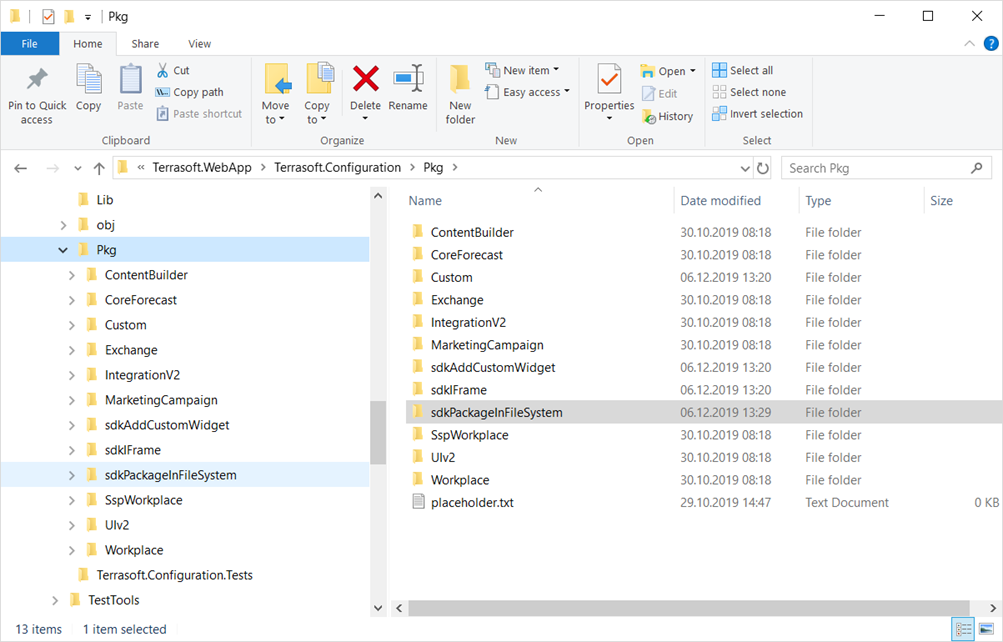 Pkg
File Home Share View
Pin to Quick access
Copy
Paste
Cut
Copy path
Paste shortcut
Clipboard
Move to
Copy to
Delete
Rename
Organize
New folder
New item
Easy access
New
Properties
Open
Edit
History
Open
Select all
Select none
Invert selection
Select
« Terrasoft.WebApp > Terrasoft.Configuration > Pkg >
Search Pkg
Lib
obj
Pkg
ContentBuilder
CoreForecast
Custom
Exchange
IntegrationV2
MarketingCampaign
sdkAddCustomWidget
sdkIFrame
sdkPackageInFileSystem
SspWorkplace
UIv2
Workplace
Terrasoft.Configuration.Tests
TestTools
Name Date modified Type Size
ContentBuilder 30.10.2019 08:18 File folder
CoreForecast 30.10.2019 08:18 File folder
Custom 06.12.2019 13:20 File folder
Exchange 30.10.2019 08:18 File folder
IntegrationV2 30.10.2019 08:18 File folder
MarketingCampaign 30.10.2019 08:18 File folder
sdkAddCustomWidget 06.12.2019 13:20 File folder
sdkIFrame 06.12.2019 13:20 File folder
sdkPackageInFileSystem 06.12.2019 13:29 File folder
SspWorkplace 30.10.2019 08:18 File folder
UIv2 30.10.2019 08:18 File folder
Workplace 30.10.2019 08:18 File folder
placeholder.txt 29.10.2019 14:47 Text Document 0 KB
13 items 1 item selected